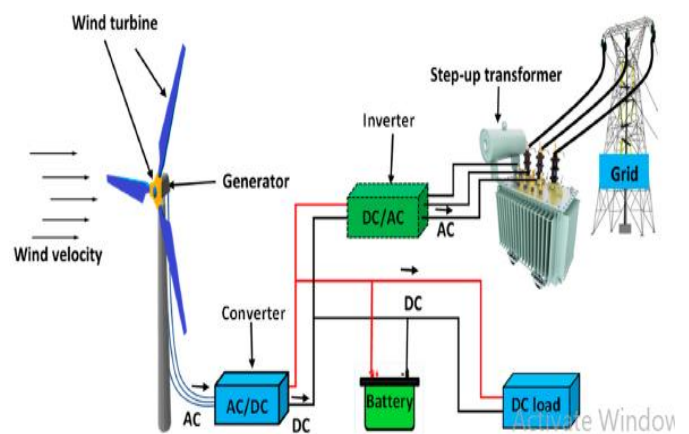 Wind turbine
Step-up transformer
Inverter
Generator
Grid
DC/AC
AC
Wind velocity
Converter
DC
AC/DC
AC
DC
Battery
DC load
Activate Window